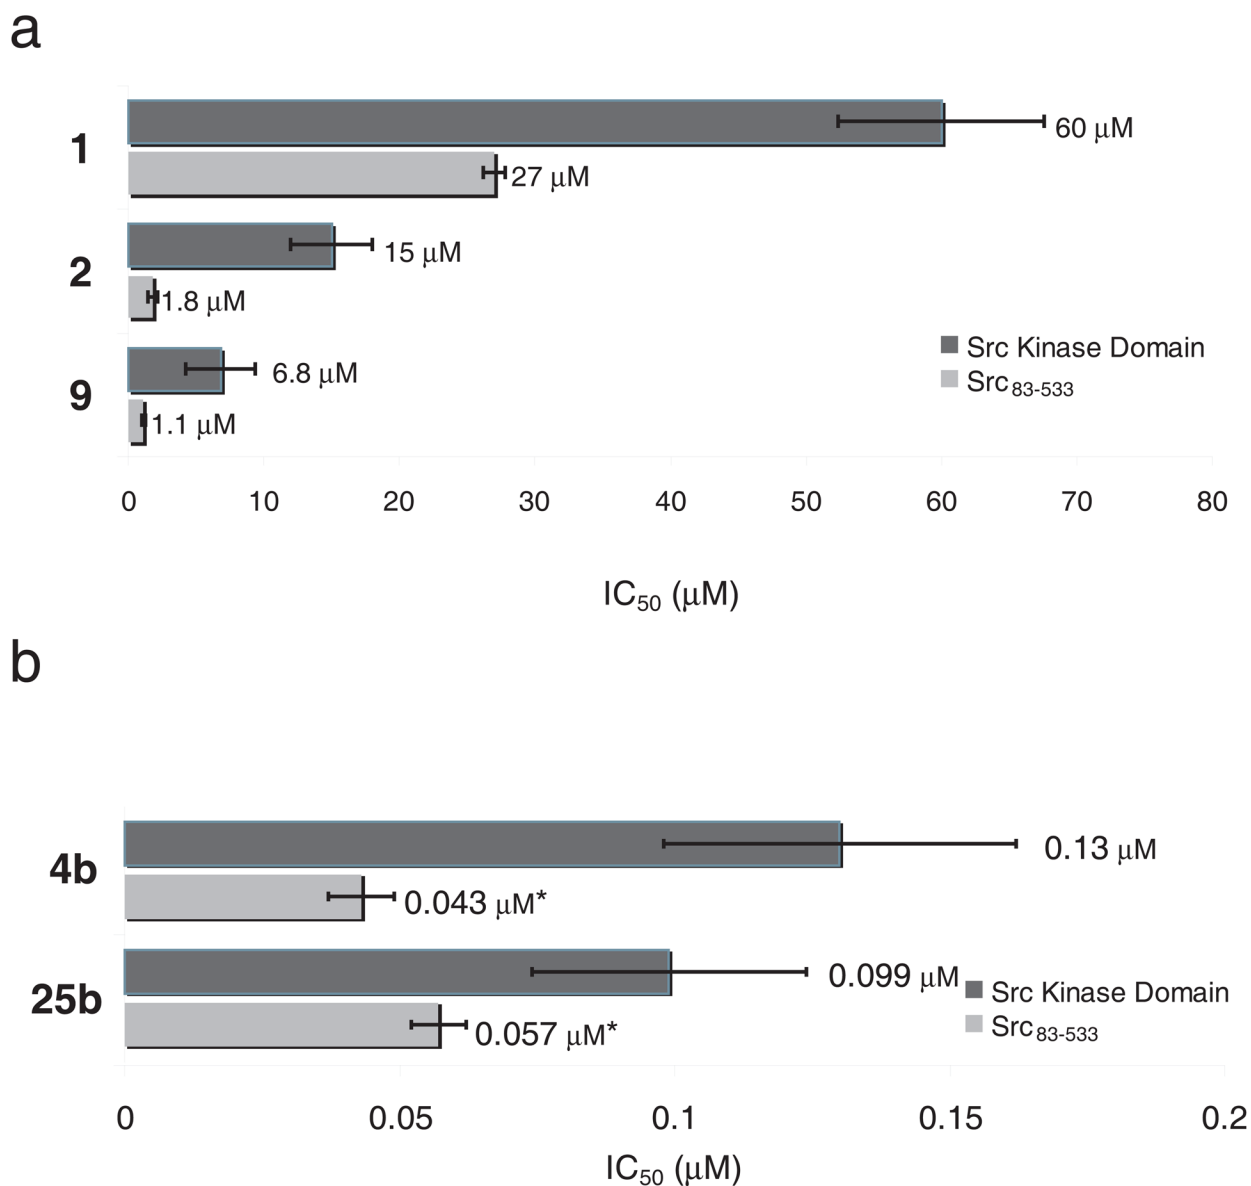 a
1
60 μM
27 μM
2
15 μM
1.8 μM
9
6.8 μM
1.1 μM
Src Kinase Domain
Src83-533
0 10 20 30 40 50 60 70 80
IC50 (μM)
b
4b
0.13 μM
0.043 μM*
25b
0.099 μM
0.057 μM*
Src Kinase Domain
Src83-533
0 0.05 0.1 0.15 0.2
IC50 (μM)